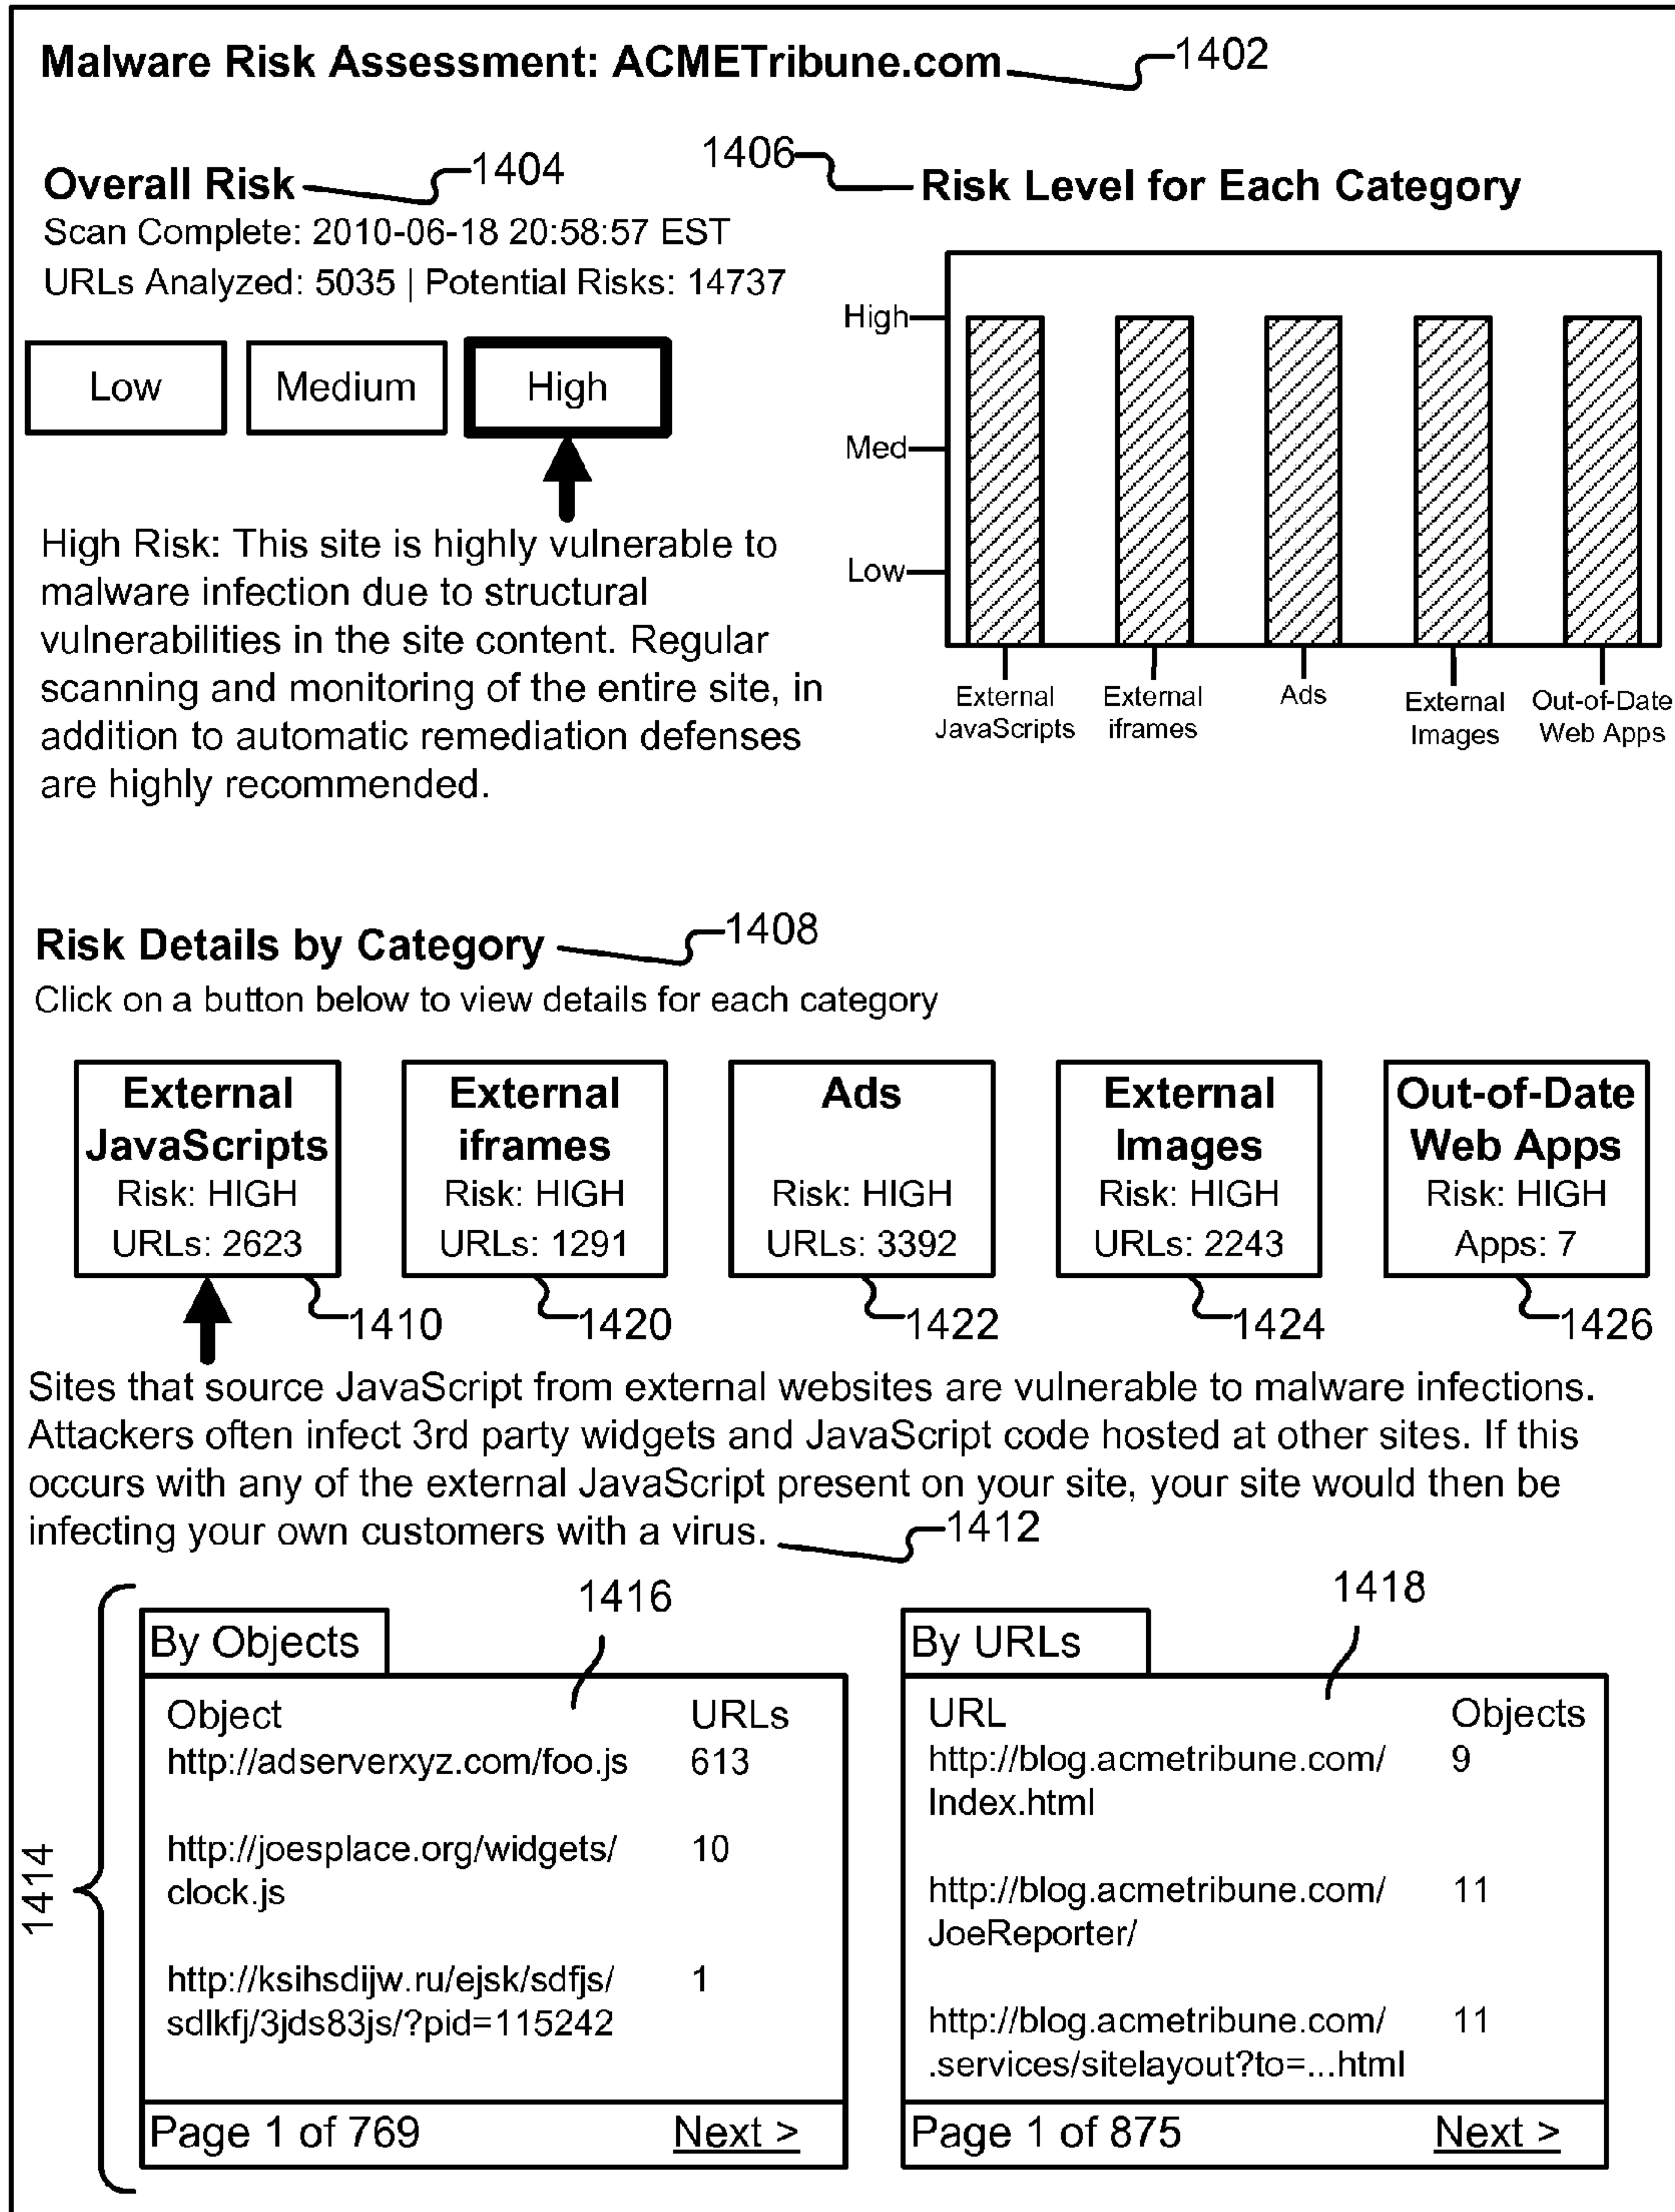 Malware Risk Assessment: ACMETribune.com
1402
Overall Risk
1404
Scan Complete: 2010-06-18 20:58:57 EST
URLs Analyzed: 5035 | Potential Risks: 14737
Low
Medium
High
High Risk: This site is highly vulnerable to
malware infection due to structural
vulnerabilities in the site content. Regular
scanning and monitoring of the entire site, in
addition to automatic remediation defenses
are highly recommended.
1406
Risk Level for Each Category
High
Med
Low
External
JavaScripts
External
iframes
Ads
External
Images
Out-of-Date
Web Apps
Risk Details by Category
1408
Click on a button below to view details for each category
External
JavaScripts
Risk: HIGH
URLs: 2623
1410
External
iframes
Risk: HIGH
URLs: 1291
1420
Ads
Risk: HIGH
URLs: 3392
1422
External
Images
Risk: HIGH
URLs: 2243
1424
Out-of-Date
Web Apps
Risk: HIGH
Apps: 7
1426
Sites that source JavaScript from external websites are vulnerable to malware infections.
Attackers often infect 3rd party widgets and JavaScript code hosted at other sites. If this
occurs with any of the external JavaScript present on your site, your site would then be
infecting your own customers with a virus.
1412
1414
1416
By Objects
Object URLs
http://adserverxyz.com/foo.js 613
http://joesplace.org/widgets/ 10
clock.js
http://ksihsdijw.ru/ejsk/sdfjs/ 1
sdlkfj/3jds83js/?pid=115242
Page 1 of 769 Next >
1418
By URLs
URL Objects
http://blog.acmetribune.com/ 9
Index.html
http://blog.acmetribune.com/ 11
JoeReporter/
http://blog.acmetribune.com/ 11
.services/sitelayout?to=...html
Page 1 of 875 Next >